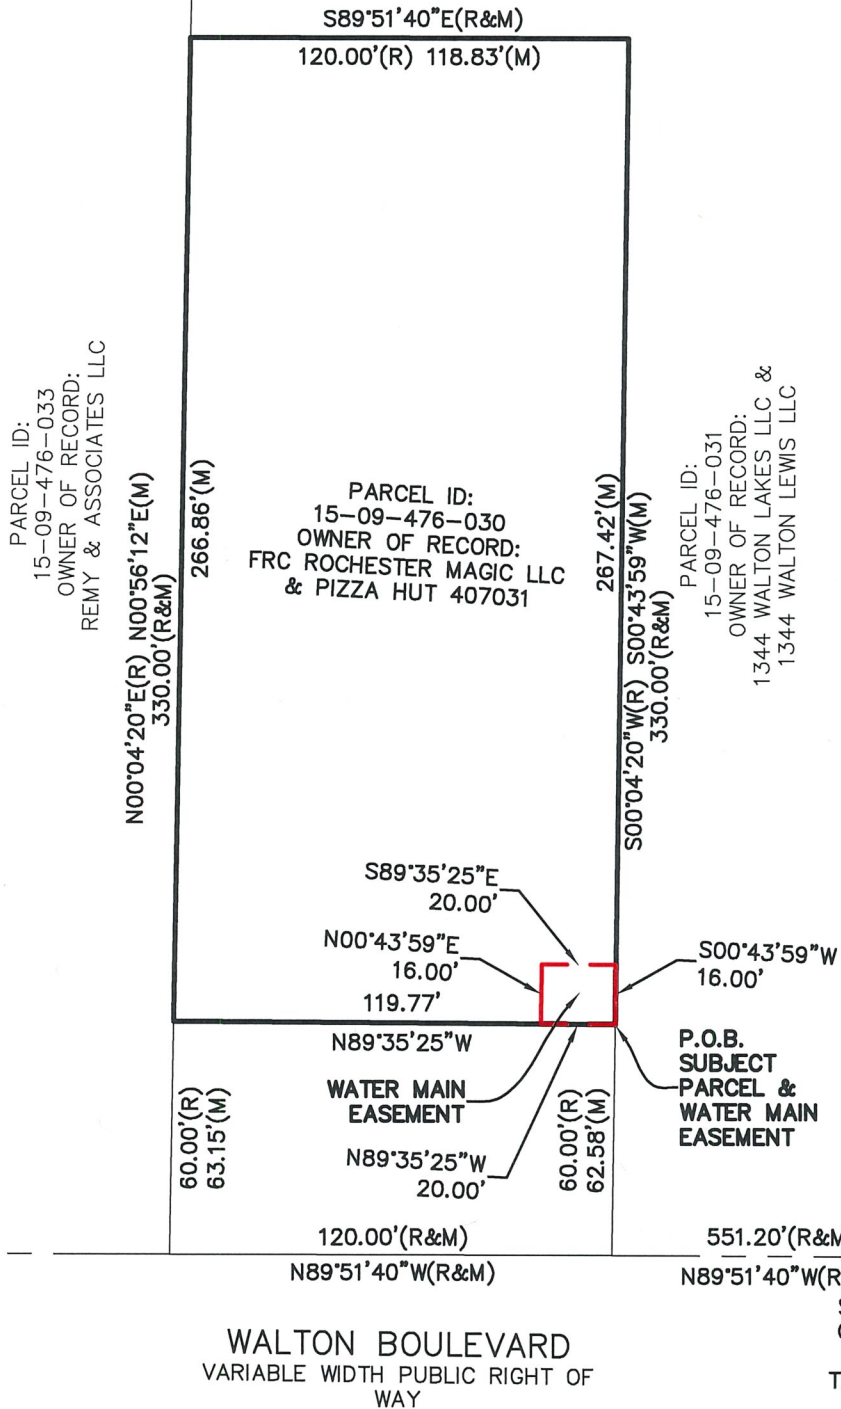 S89°51'40"E(R&M)
120.00'(R) 118.83'(M)
PARCEL ID:
15-09-476-033
OWNER OF RECORD:
REMY & ASSOCIATES LLC
N00°04'20"E(R) N00°56'12"E(M)
330.00'(R&M)
266.86'(M)
PARCEL ID:
15-09-476-030
OWNER OF RECORD:
FRC ROCHESTER MAGIC LLC
& PIZZA HUT 407031
267.42'(M)
S00°04'20"W(R) S00°43'59"W(M)
330.00'(R&M)
PARCEL ID:
15-09-476-031
OWNER OF RECORD:
1344 WALTON LAKES LLC &
1344 WALTON LEWIS LLC
S89°35'25"E
20.00'
N00°43'59"E
16.00'
S00°43'59"W
16.00'
119.77'
N89°35'25"W
P.O.B.
SUBJECT
PARCEL &
WATER MAIN
EASEMENT
WATER MAIN
EASEMENT
N89°35'25"W
20.00'
60.00'(R)
63.15'(M)
60.00'(R)
62.58'(M)
120.00'(R&M)
N89°51'40"W(R&M)
551.20'(R&M
N89°51'40"W(R
WALTON BOULEVARD
VARIABLE WIDTH PUBLIC RIGHT OF
WAY